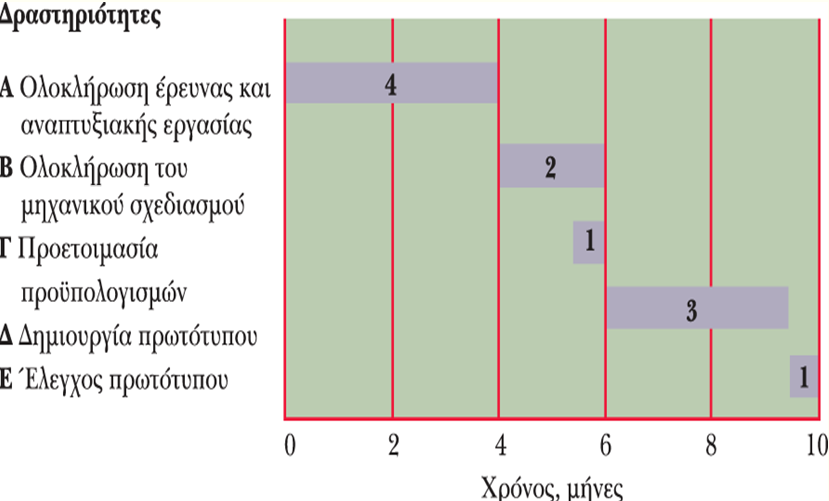 Δραστηριότητες
Α Ολοκλήρωση έρευνας και
αναπτυξιακής εργασίας
Β Ολοκλήρωση του
μηχανικού σχεδιασμού
Γ Προετοιμασία
προϋπολογισμών
Δ Δημιουργία πρωτότυπου
Ε Έλεγχος πρωτότυπου
4
2
1
3
1
0 2 4 6 8 10
Χρόνος, μήνες